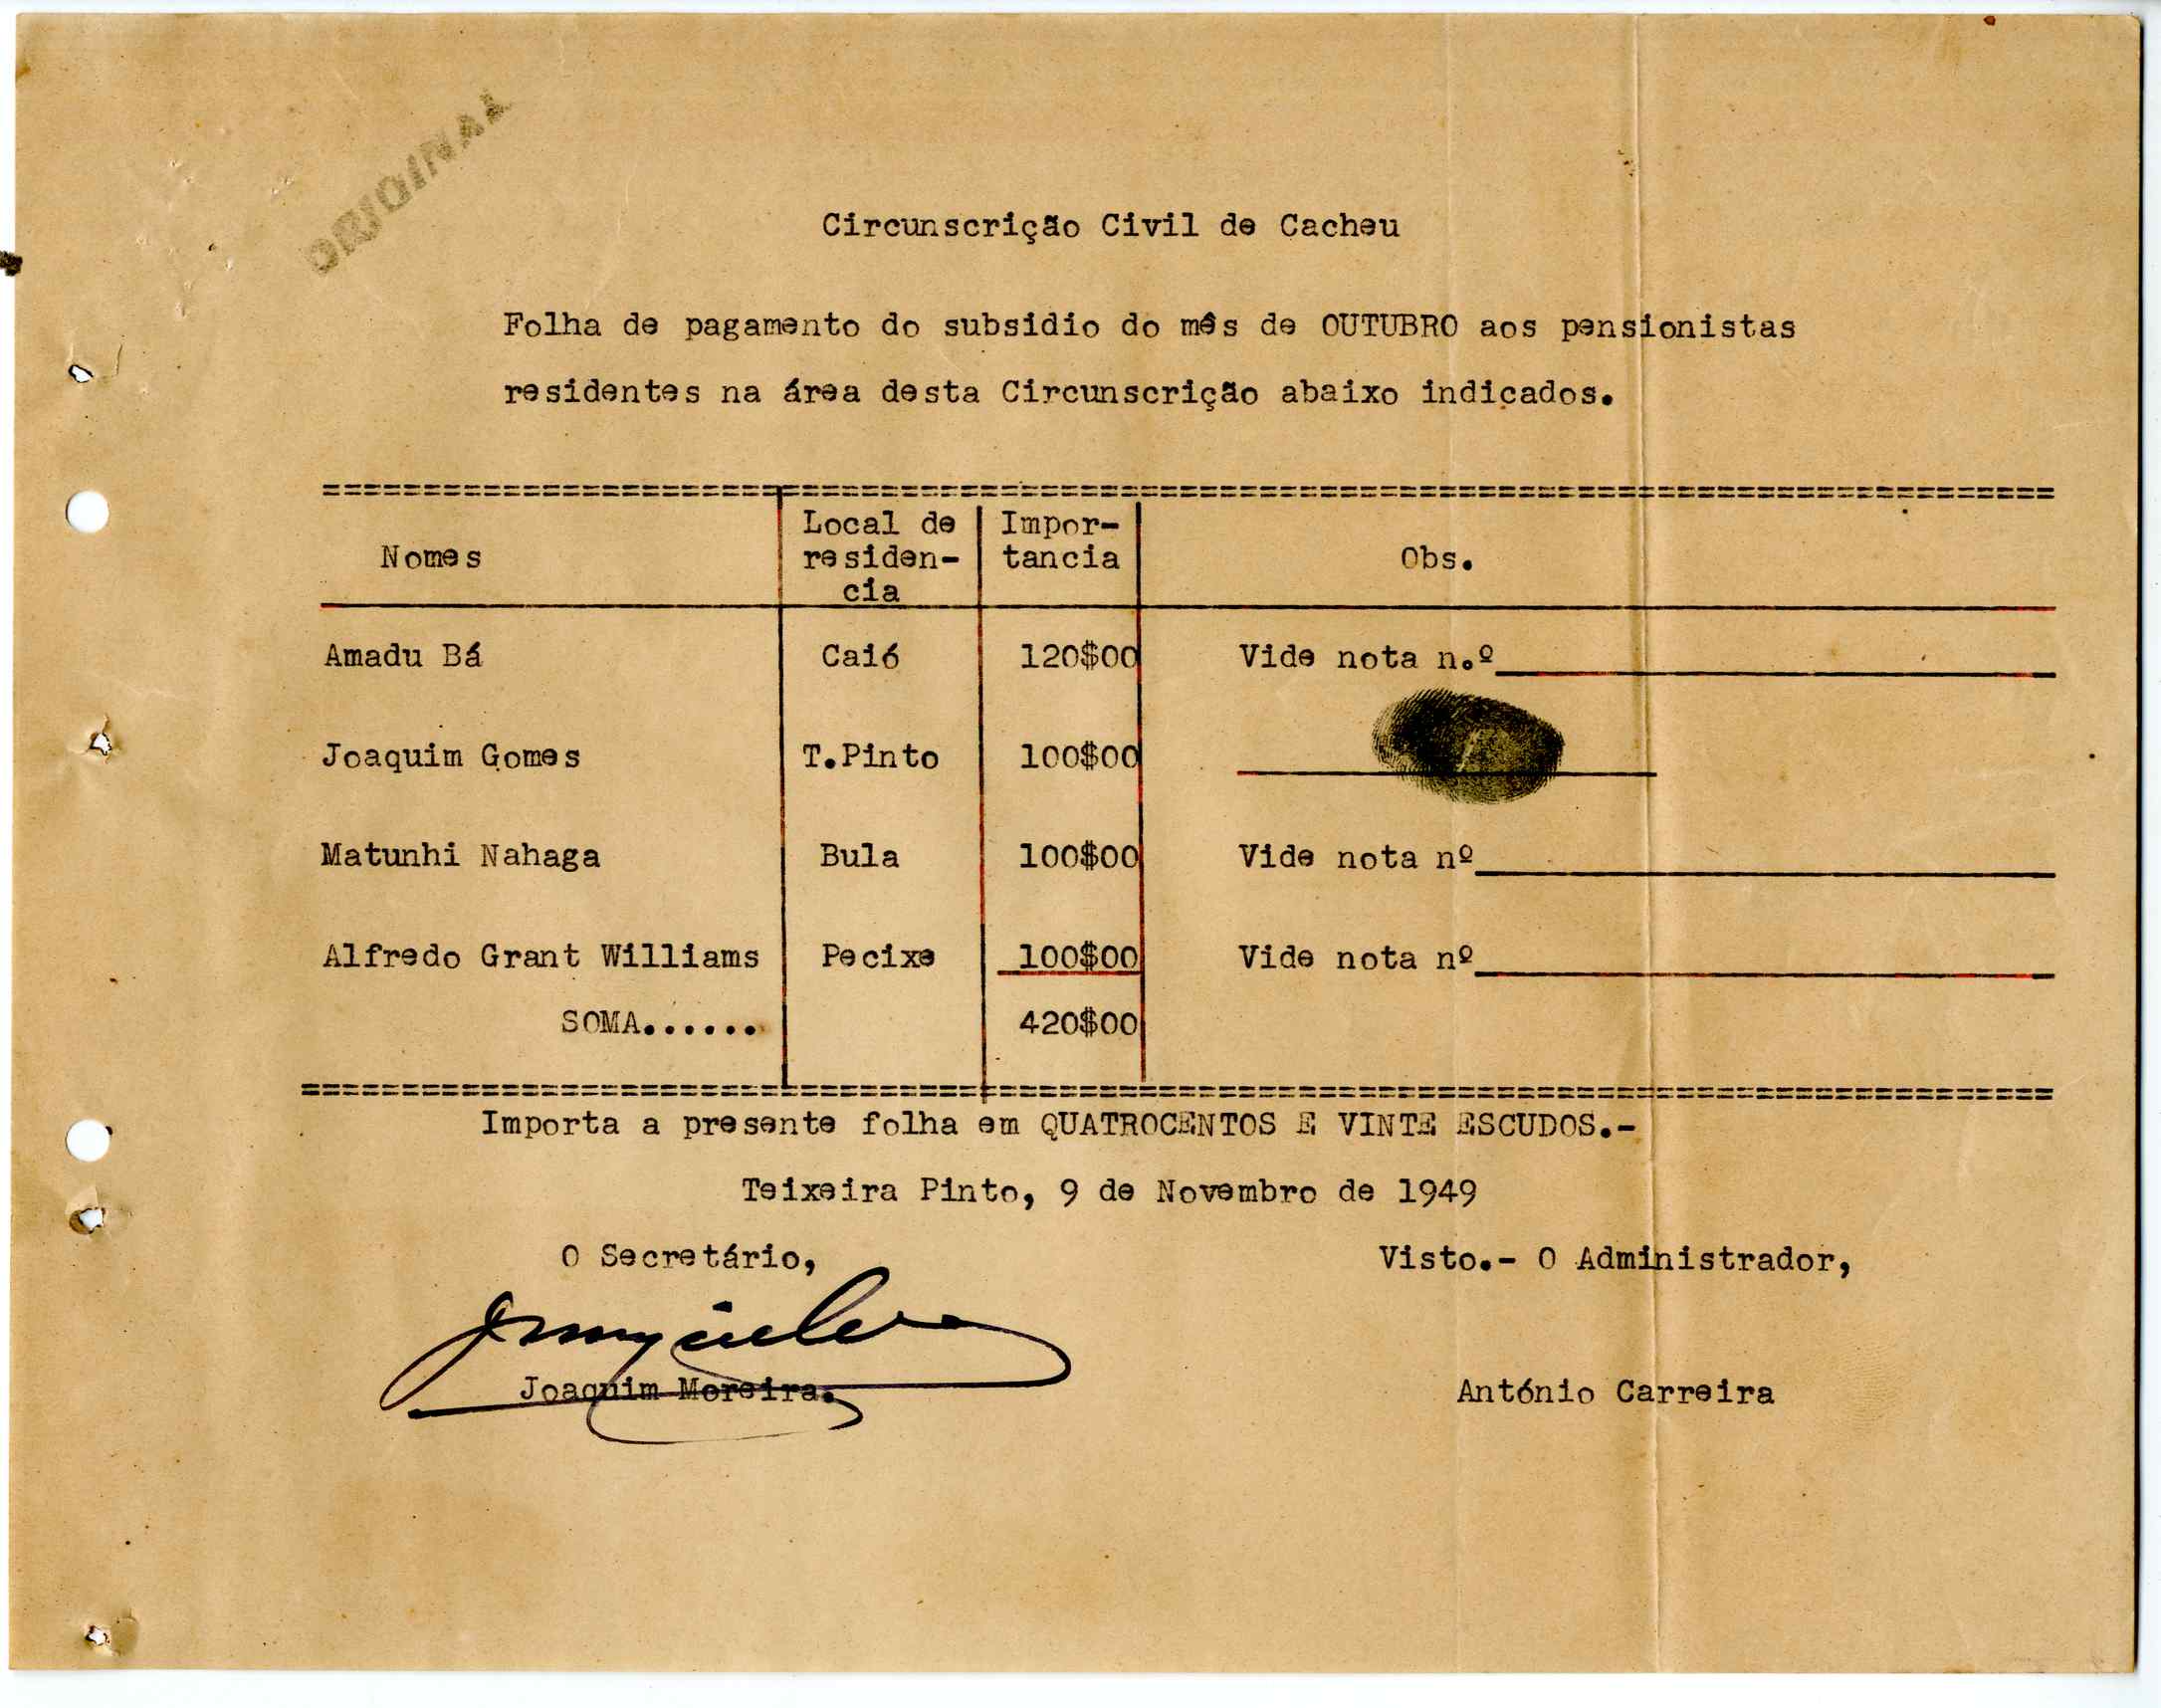 ORIGINAL
Circunscrição Civil de Cacheu
Folha de pagamento do subsidio do mês de OUTUBRO aos pensionistas
residentes na área desta Circunscrição abaixo indicados.
Nomes Local de residen-cia Impor-tancia Obs.
Amadu Bá Caió 120$00 Vide nota n.º
Joaquim Gomes T.Pinto 100$00
Matunhi Nahaga Bula 100$00 Vide nota nº
Alfredo Grant Williams Pecixe 100$00 Vide nota nº
SOMA...... 420$00
Importa a presente folha em QUATROCENTOS E VINTE ESCUDOS.-
Teixeira Pinto, 9 de Novembro de 1949
O Secretário, Visto.- O Administrador,
Joaquim Moreira. António Carreira